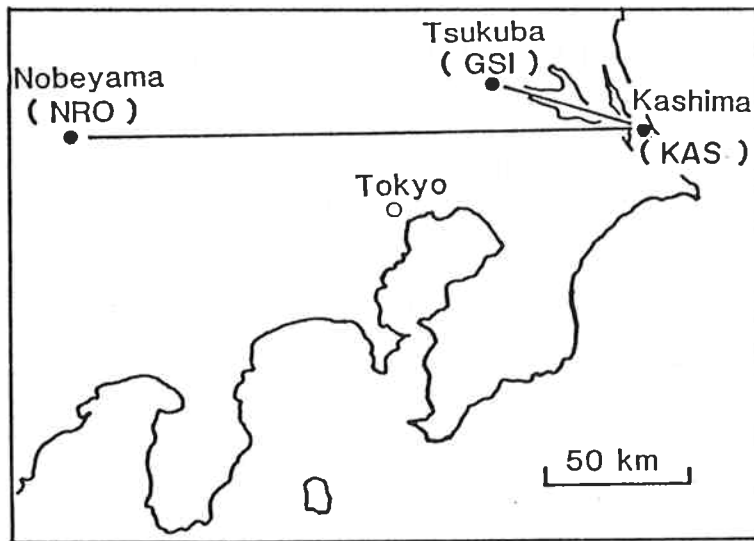 Tsukuba
( GSI )
Nobeyama
( NRO )
Kashima
( KAS )
Tokyo
50 km